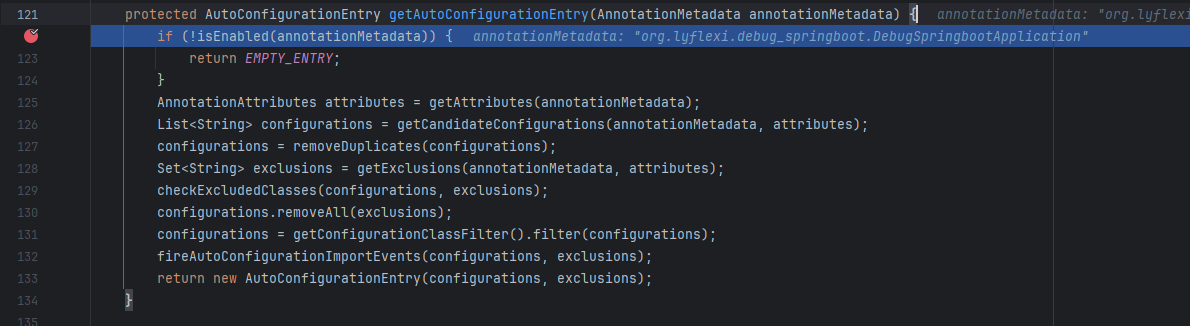 121 protected AutoConfigurationEntry getAutoConfigurationEntry(AnnotationMetadata annotationMetadata) { annotationMetadata: "org.lyflexi
if (!isEnabled(annotationMetadata)) { annotationMetadata: "org.lyflexi.debug_springboot.DebugSpringbootApplication"
123 return EMPTY_ENTRY;
124 }
125 AnnotationAttributes attributes = getAttributes(annotationMetadata);
126 List<String> configurations = getCandidateConfigurations(annotationMetadata, attributes);
127 configurations = removeDuplicates(configurations);
128 Set<String> exclusions = getExclusions(annotationMetadata, attributes);
129 checkExcludedClasses(configurations, exclusions);
130 configurations.removeAll(exclusions);
131 configurations = getConfigurationClassFilter().filter(configurations);
132 fireAutoConfigurationImportEvents(configurations, exclusions);
133 return new AutoConfigurationEntry(configurations, exclusions);
134 }
135